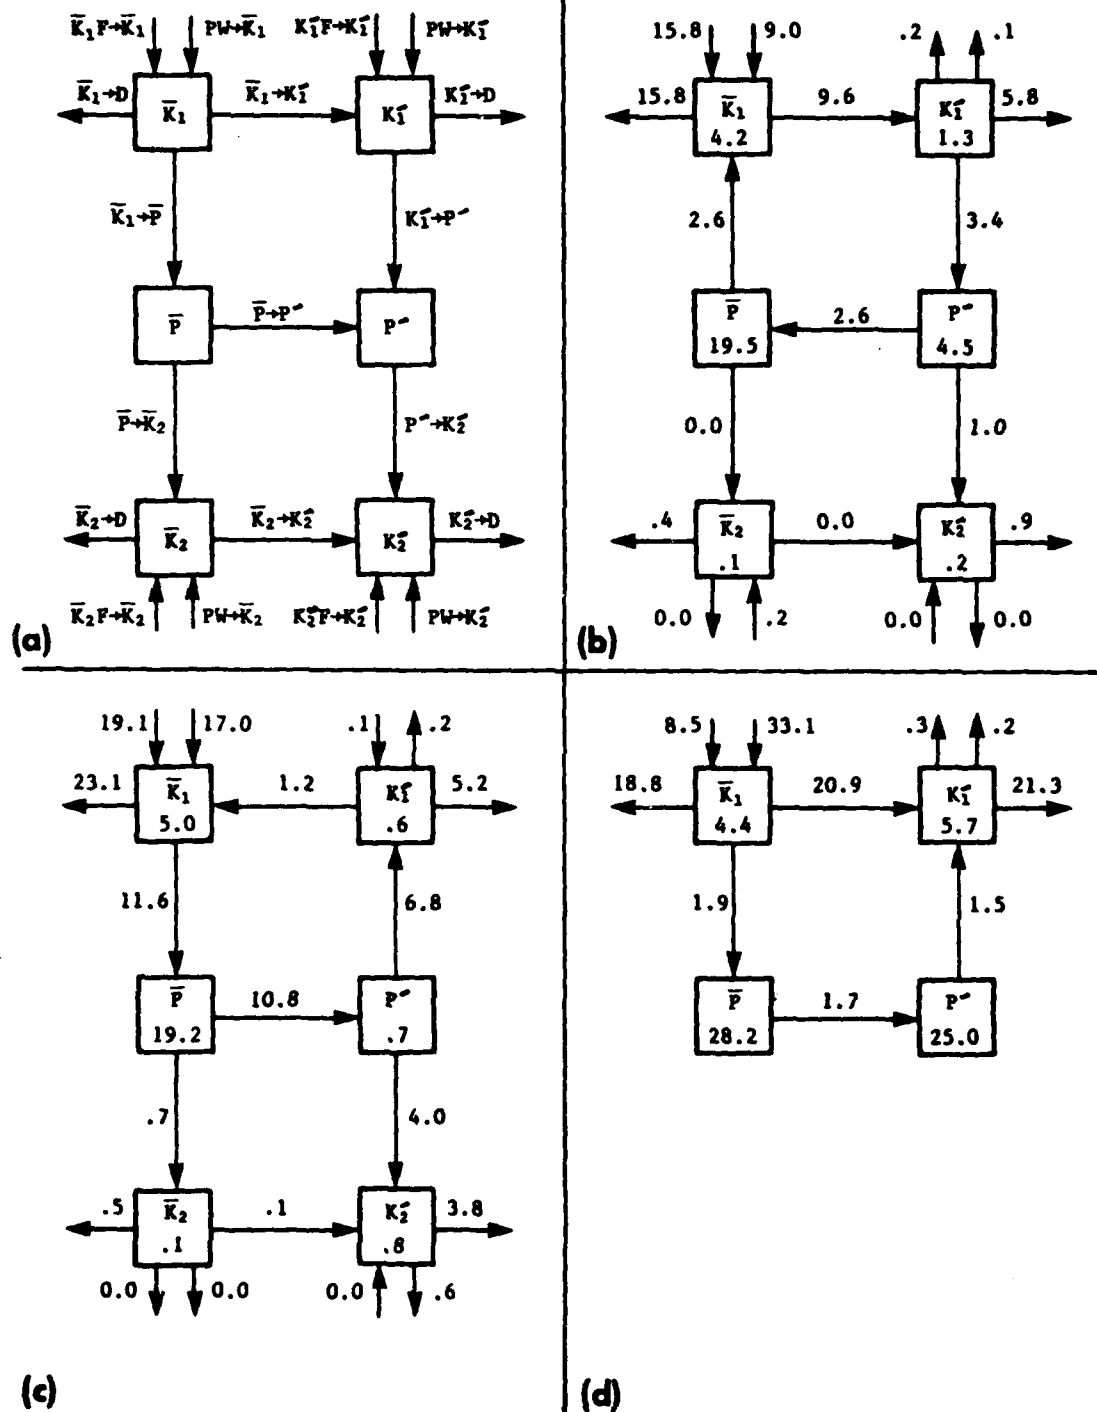 K̅₁F→K̅₁ PW→K̅₁ K₁′F→K₁′ PW→K₁′
K̅₁→D K̅₁ K̅₁→K₁′ K₁′ K₁′→D
K̅₁→P̅ K₁′→P′
P̅ P̅→P′ P′
P̅→K̅₂ P′→K₂′
K̅₂→D K̅₂ K̅₂→K₂′ K₂′ K₂′→D
K̅₂F→K̅₂ PW→K̅₂ K₂′F→K₂′ PW→K₂′
(a)
15.8 9.0 .2 .1
15.8 K̅₁ 9.6 K₁′ 5.8
4.2 1.3
2.6 3.4
P̅ 2.6 P′
19.5 4.5
0.0 1.0
.4 K̅₂ 0.0 K₂′ .9
.1 .2
0.0 .2 0.0 0.0
(b)
19.1 17.0 .1 .2
23.1 K̅₁ 1.2 K₁′ 5.2
5.0 .6
11.6 6.8
P̅ 10.8 P′
19.2 .7
.7 4.0
.5 K̅₂ .1 K₂′ 3.8
.1 .8
0.0 0.0 0.0 .6
(c)
8.5 33.1 .3 .2
18.8 K̅₁ 20.9 K₁′ 21.3
4.4 5.7
1.9 1.5
P̅ 1.7 P′
28.2 25.0
(d)